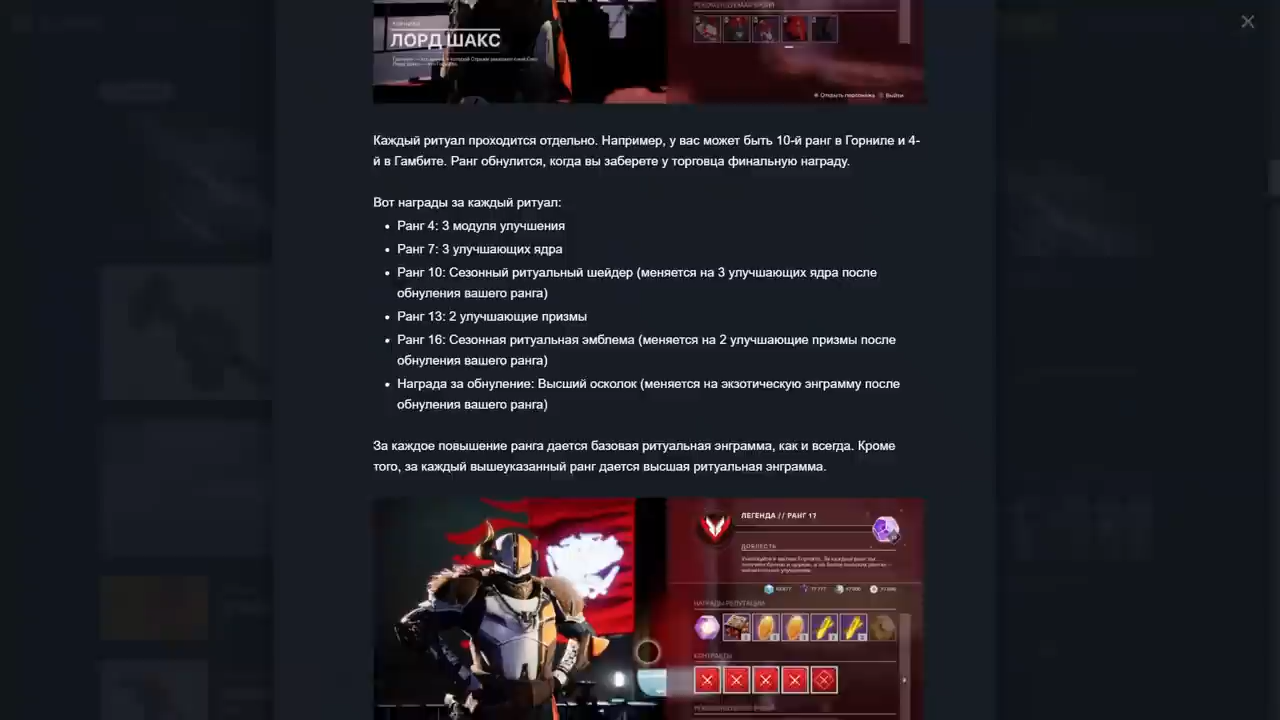 ЛОРД ШАКС
Каждый ритуал проходится отдельно. Например, у вас может быть 10-й ранг в Горниле и 4-
й в Гамбите. Ранг обнулится, когда вы заберете у торговца финальную награду.
Вот награды за каждый ритуал:
• Ранг 4: 3 модуля улучшения
• Ранг 7: 3 улучшающих ядра
• Ранг 10: Сезонный ритуальный шейдер (меняется на 3 улучшающих ядра после
обнуления вашего ранга)
• Ранг 13: 2 улучшающие призмы
• Ранг 16: Сезонная ритуальная эмблема (меняется на 2 улучшающие призмы после
обнуления вашего ранга)
• Награда за обнуление: Высший осколок (меняется на экзотическую энграмму после
обнуления вашего ранга)
За каждое повышение ранга дается базовая ритуальная энграмма, как и всегда. Кроме
того, за каждый вышеуказанный ранг дается высшая ритуальная энграмма.
ЛЕГЕНДА // РАНГ 17
ДОБЛЕСТЬ
НАГРАДЫ РЕПУТАЦИИ
КОНТРАКТЫ